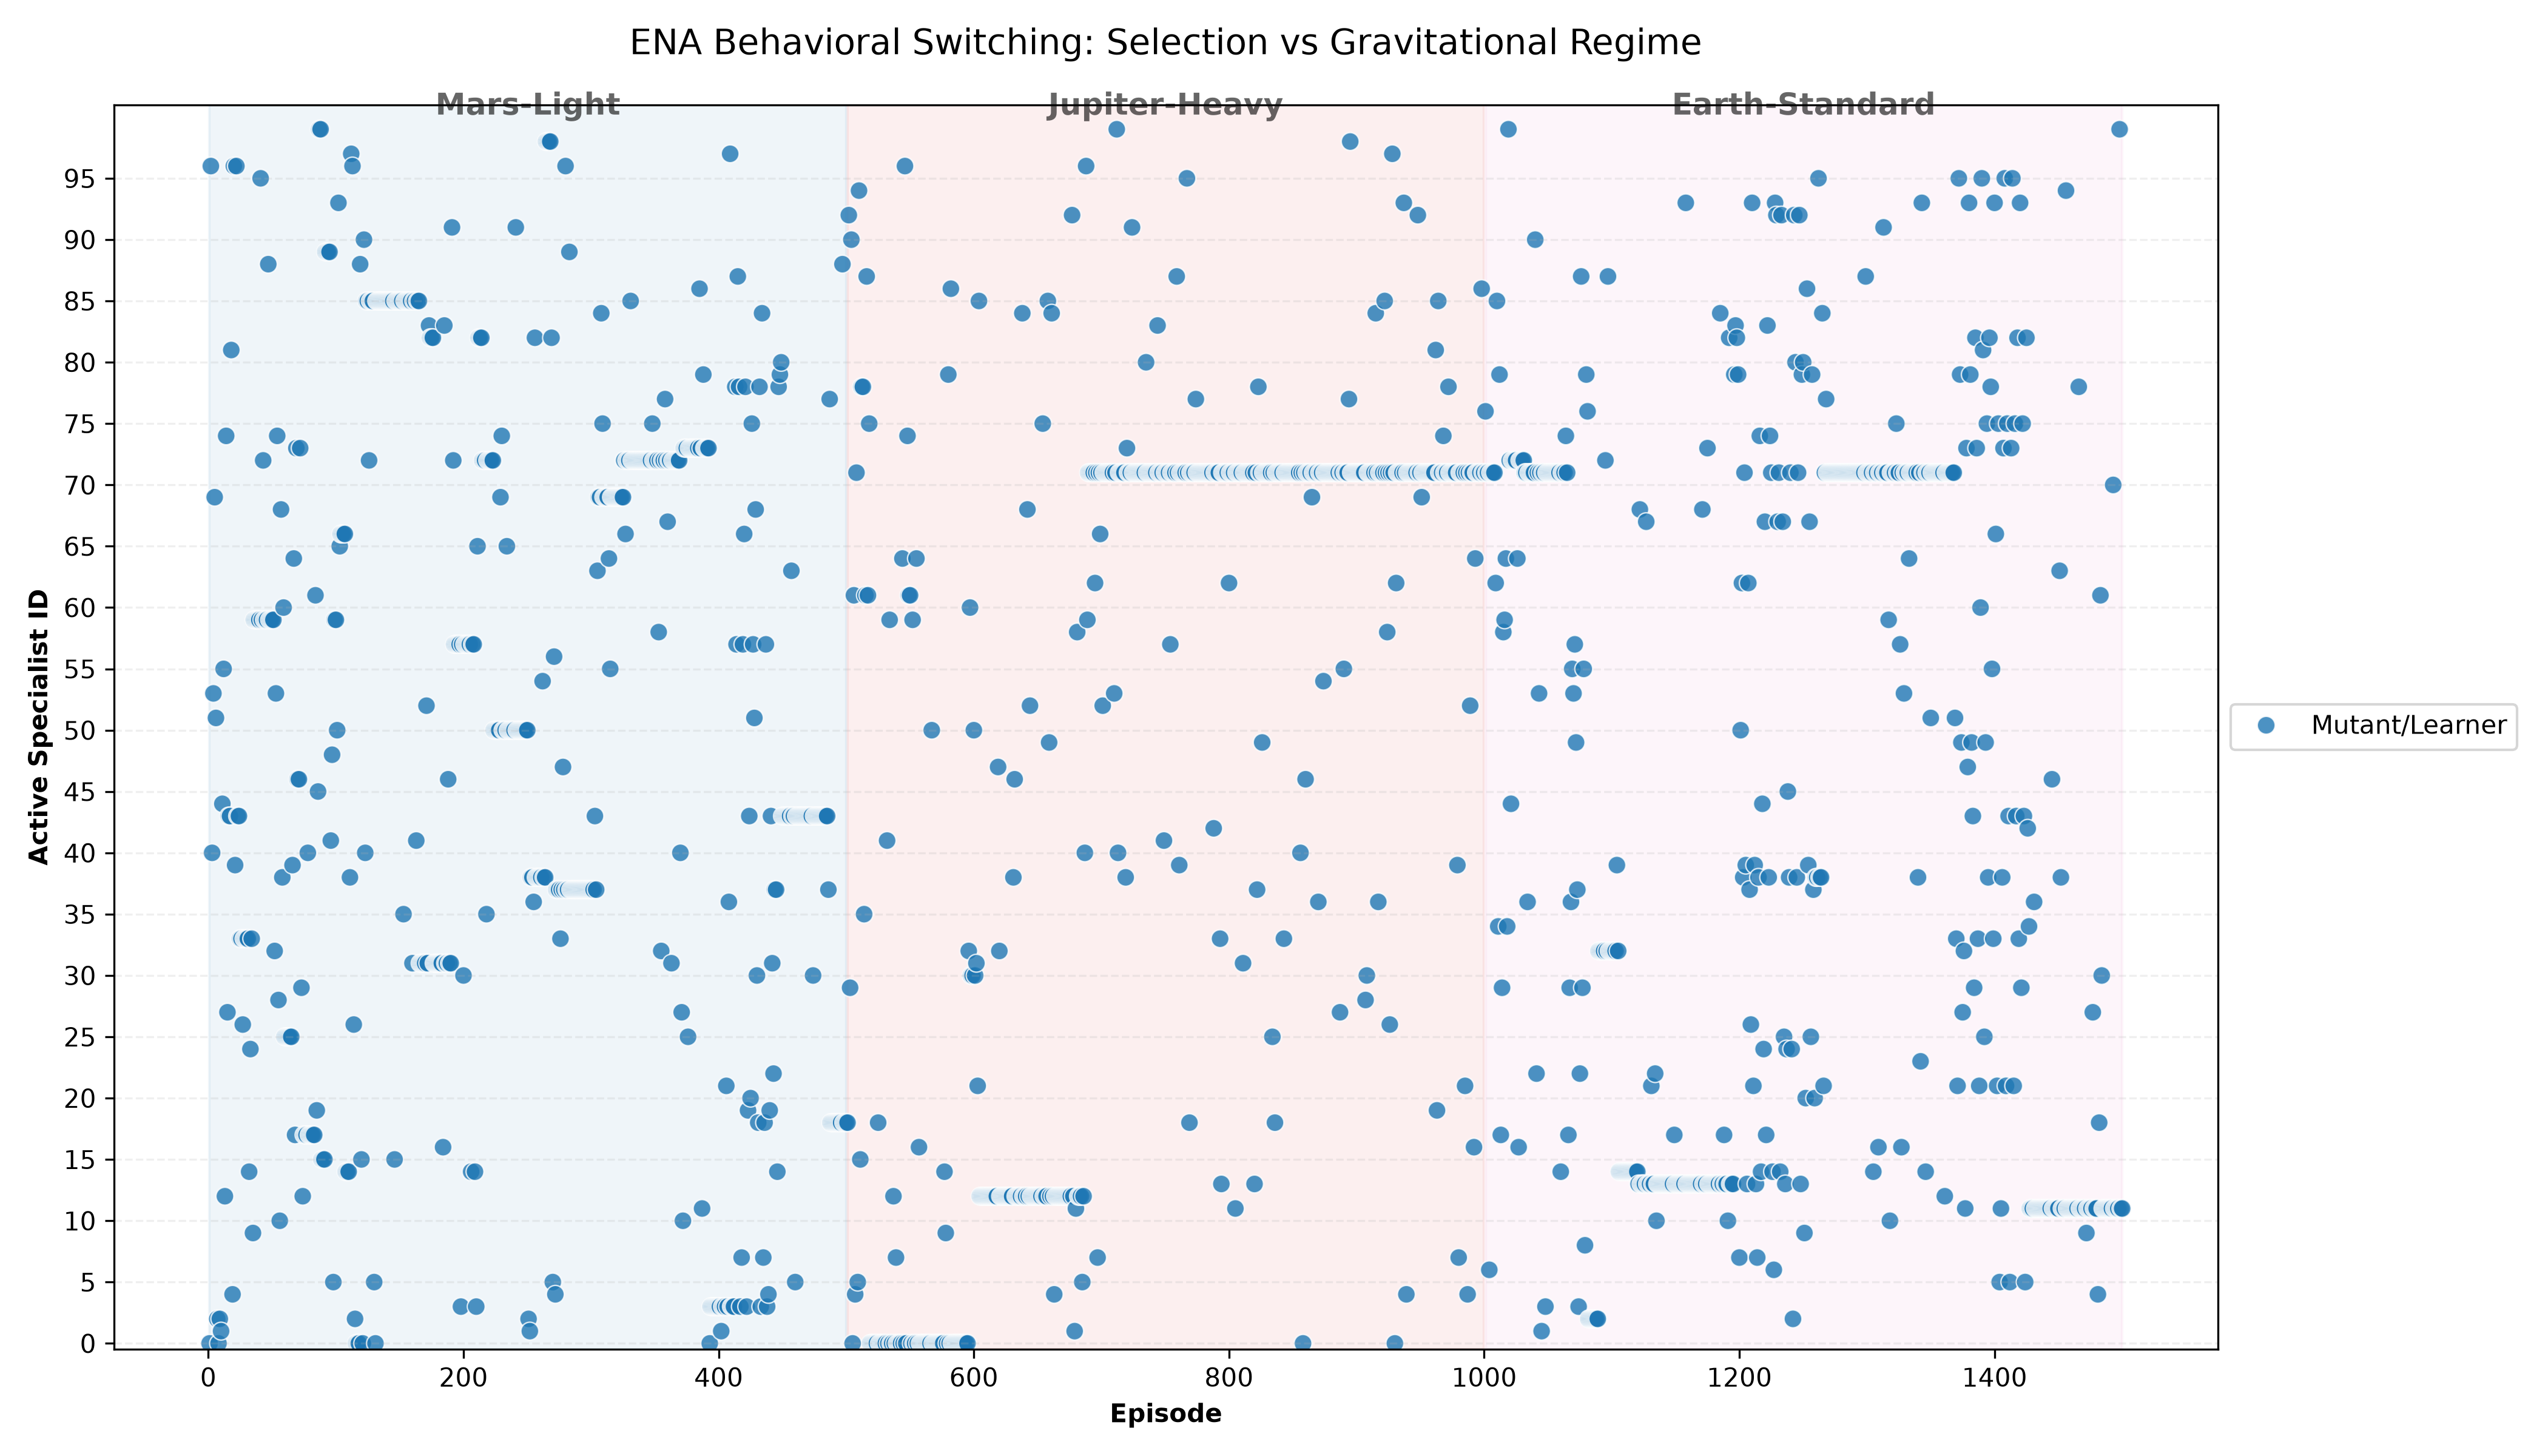 ENA Behavioral Switching: Selection vs Gravitational Regime
Mars-Light
Jupiter-Heavy
Earth-Standard
95
90
85
80
75
70
65
60
55
50
45
40
35
30
25
20
15
10
5
0
Active Specialist ID
Mutant/Learner
0 200 400 600 800 1000 1200 1400
Episode